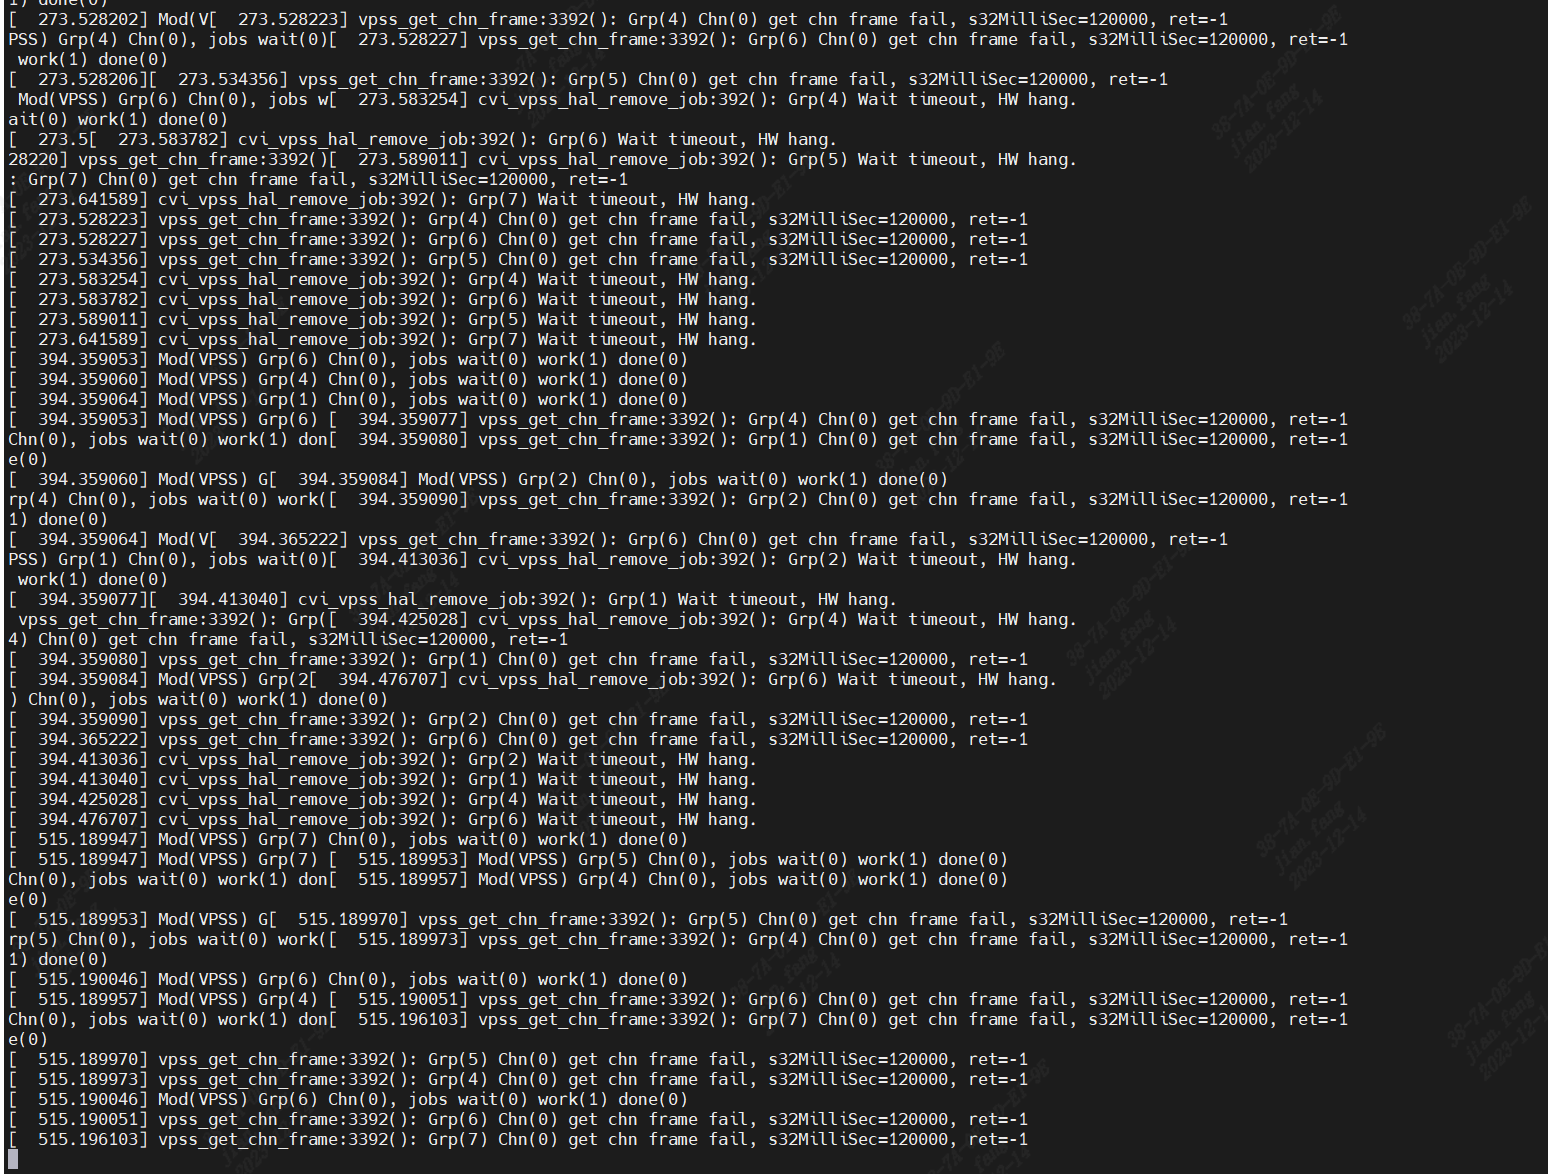 1) done(0)
[  273.528202] Mod(V[  273.528223] vpss_get_chn_frame:3392(): Grp(4) Chn(0) get chn frame fail, s32MilliSec=120000, ret=-1
PSS) Grp(4) Chn(0), jobs wait(0)[  273.528227] vpss_get_chn_frame:3392(): Grp(6) Chn(0) get chn frame fail, s32MilliSec=120000, ret=-1
 work(1) done(0)
[  273.528206][  273.534356] vpss_get_chn_frame:3392(): Grp(5) Chn(0) get chn frame fail, s32MilliSec=120000, ret=-1
 Mod(VPSS) Grp(6) Chn(0), jobs w[  273.583254] cvi_vpss_hal_remove_job:392(): Grp(4) Wait timeout, HW hang.
ait(0) work(1) done(0)
[  273.5[  273.583782] cvi_vpss_hal_remove_job:392(): Grp(6) Wait timeout, HW hang.
28220] vpss_get_chn_frame:3392()[  273.589011] cvi_vpss_hal_remove_job:392(): Grp(5) Wait timeout, HW hang.
: Grp(7) Chn(0) get chn frame fail, s32MilliSec=120000, ret=-1
[  273.641589] cvi_vpss_hal_remove_job:392(): Grp(7) Wait timeout, HW hang.
[  273.528223] vpss_get_chn_frame:3392(): Grp(4) Chn(0) get chn frame fail, s32MilliSec=120000, ret=-1
[  273.528227] vpss_get_chn_frame:3392(): Grp(6) Chn(0) get chn frame fail, s32MilliSec=120000, ret=-1
[  273.534356] vpss_get_chn_frame:3392(): Grp(5) Chn(0) get chn frame fail, s32MilliSec=120000, ret=-1
[  273.583254] cvi_vpss_hal_remove_job:392(): Grp(4) Wait timeout, HW hang.
[  273.583782] cvi_vpss_hal_remove_job:392(): Grp(6) Wait timeout, HW hang.
[  273.589011] cvi_vpss_hal_remove_job:392(): Grp(5) Wait timeout, HW hang.
[  273.641589] cvi_vpss_hal_remove_job:392(): Grp(7) Wait timeout, HW hang.
[  394.359053] Mod(VPSS) Grp(6) Chn(0), jobs wait(0) work(1) done(0)
[  394.359060] Mod(VPSS) Grp(4) Chn(0), jobs wait(0) work(1) done(0)
[  394.359064] Mod(VPSS) Grp(1) Chn(0), jobs wait(0) work(1) done(0)
[  394.359053] Mod(VPSS) Grp(6) [  394.359077] vpss_get_chn_frame:3392(): Grp(4) Chn(0) get chn frame fail, s32MilliSec=120000, ret=-1
Chn(0), jobs wait(0) work(1) don[  394.359080] vpss_get_chn_frame:3392(): Grp(1) Chn(0) get chn frame fail, s32MilliSec=120000, ret=-1
e(0)
[  394.359060] Mod(VPSS) G[  394.359084] Mod(VPSS) Grp(2) Chn(0), jobs wait(0) work(1) done(0)
rp(4) Chn(0), jobs wait(0) work([  394.359090] vpss_get_chn_frame:3392(): Grp(2) Chn(0) get chn frame fail, s32MilliSec=120000, ret=-1
1) done(0)
[  394.359064] Mod(V[  394.365222] vpss_get_chn_frame:3392(): Grp(6) Chn(0) get chn frame fail, s32MilliSec=120000, ret=-1
PSS) Grp(1) Chn(0), jobs wait(0)[  394.413036] cvi_vpss_hal_remove_job:392(): Grp(2) Wait timeout, HW hang.
 work(1) done(0)
[  394.359077][  394.413040] cvi_vpss_hal_remove_job:392(): Grp(1) Wait timeout, HW hang.
 vpss_get_chn_frame:3392(): Grp([  394.425028] cvi_vpss_hal_remove_job:392(): Grp(4) Wait timeout, HW hang.
4) Chn(0) get chn frame fail, s32MilliSec=120000, ret=-1
[  394.359080] vpss_get_chn_frame:3392(): Grp(1) Chn(0) get chn frame fail, s32MilliSec=120000, ret=-1
[  394.359084] Mod(VPSS) Grp(2[  394.476707] cvi_vpss_hal_remove_job:392(): Grp(6) Wait timeout, HW hang.
) Chn(0), jobs wait(0) work(1) done(0)
[  394.359090] vpss_get_chn_frame:3392(): Grp(2) Chn(0) get chn frame fail, s32MilliSec=120000, ret=-1
[  394.365222] vpss_get_chn_frame:3392(): Grp(6) Chn(0) get chn frame fail, s32MilliSec=120000, ret=-1
[  394.413036] cvi_vpss_hal_remove_job:392(): Grp(2) Wait timeout, HW hang.
[  394.413040] cvi_vpss_hal_remove_job:392(): Grp(1) Wait timeout, HW hang.
[  394.425028] cvi_vpss_hal_remove_job:392(): Grp(4) Wait timeout, HW hang.
[  394.476707] cvi_vpss_hal_remove_job:392(): Grp(6) Wait timeout, HW hang.
[  515.189947] Mod(VPSS) Grp(7) Chn(0), jobs wait(0) work(1) done(0)
[  515.189947] Mod(VPSS) Grp(7) [  515.189953] Mod(VPSS) Grp(5) Chn(0), jobs wait(0) work(1) done(0)
Chn(0), jobs wait(0) work(1) don[  515.189957] Mod(VPSS) Grp(4) Chn(0), jobs wait(0) work(1) done(0)
e(0)
[  515.189953] Mod(VPSS) G[  515.189970] vpss_get_chn_frame:3392(): Grp(5) Chn(0) get chn frame fail, s32MilliSec=120000, ret=-1
rp(5) Chn(0), jobs wait(0) work([  515.189973] vpss_get_chn_frame:3392(): Grp(4) Chn(0) get chn frame fail, s32MilliSec=120000, ret=-1
1) done(0)
[  515.190046] Mod(VPSS) Grp(6) Chn(0), jobs wait(0) work(1) done(0)
[  515.189957] Mod(VPSS) Grp(4) [  515.190051] vpss_get_chn_frame:3392(): Grp(6) Chn(0) get chn frame fail, s32MilliSec=120000, ret=-1
Chn(0), jobs wait(0) work(1) don[  515.196103] vpss_get_chn_frame:3392(): Grp(7) Chn(0) get chn frame fail, s32MilliSec=120000, ret=-1
e(0)
[  515.189970] vpss_get_chn_frame:3392(): Grp(5) Chn(0) get chn frame fail, s32MilliSec=120000, ret=-1
[  515.189973] vpss_get_chn_frame:3392(): Grp(4) Chn(0) get chn frame fail, s32MilliSec=120000, ret=-1
[  515.190046] Mod(VPSS) Grp(6) Chn(0), jobs wait(0) work(1) done(0)
[  515.190051] vpss_get_chn_frame:3392(): Grp(6) Chn(0) get chn frame fail, s32MilliSec=120000, ret=-1
[  515.196103] vpss_get_chn_frame:3392(): Grp(7) Chn(0) get chn frame fail, s32MilliSec=120000, ret=-1
38-7A-0E-9D-E1-9E
jian.fang
2023-12-14